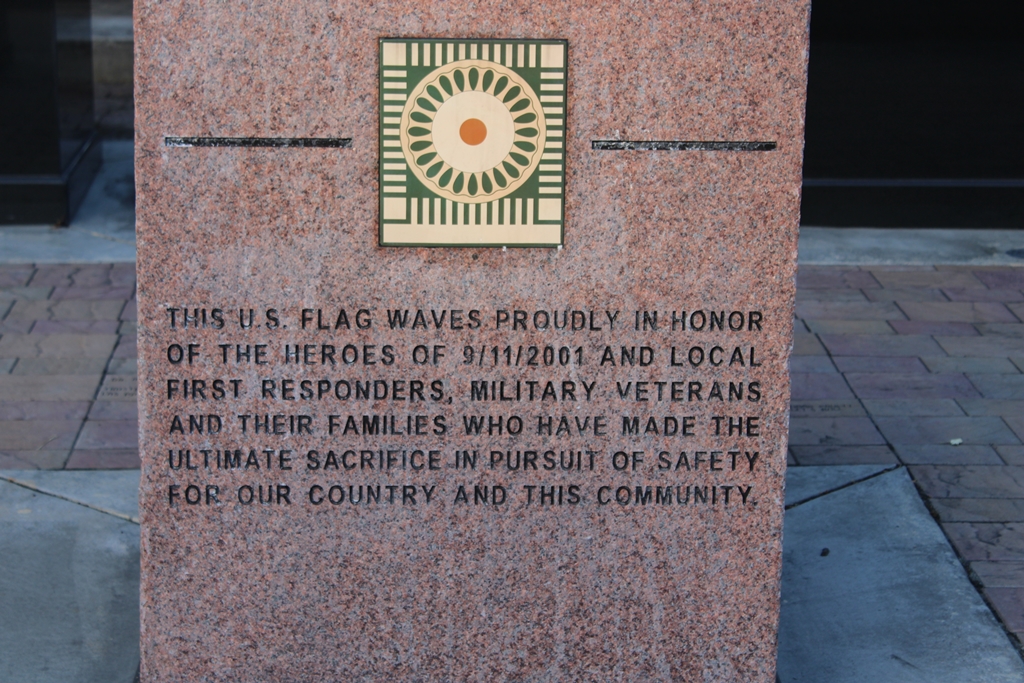 THIS U.S. FLAG WAVES PROUDLY IN HONOR
OF THE HEROES OF 9/11/2001 AND LOCAL
FIRST RESPONDERS, MILITARY VETERANS
AND THEIR FAMILIES WHO HAVE MADE THE
ULTIMATE SACRIFICE IN PURSUIT OF SAFETY
FOR OUR COUNTRY AND THIS COMMUNITY.